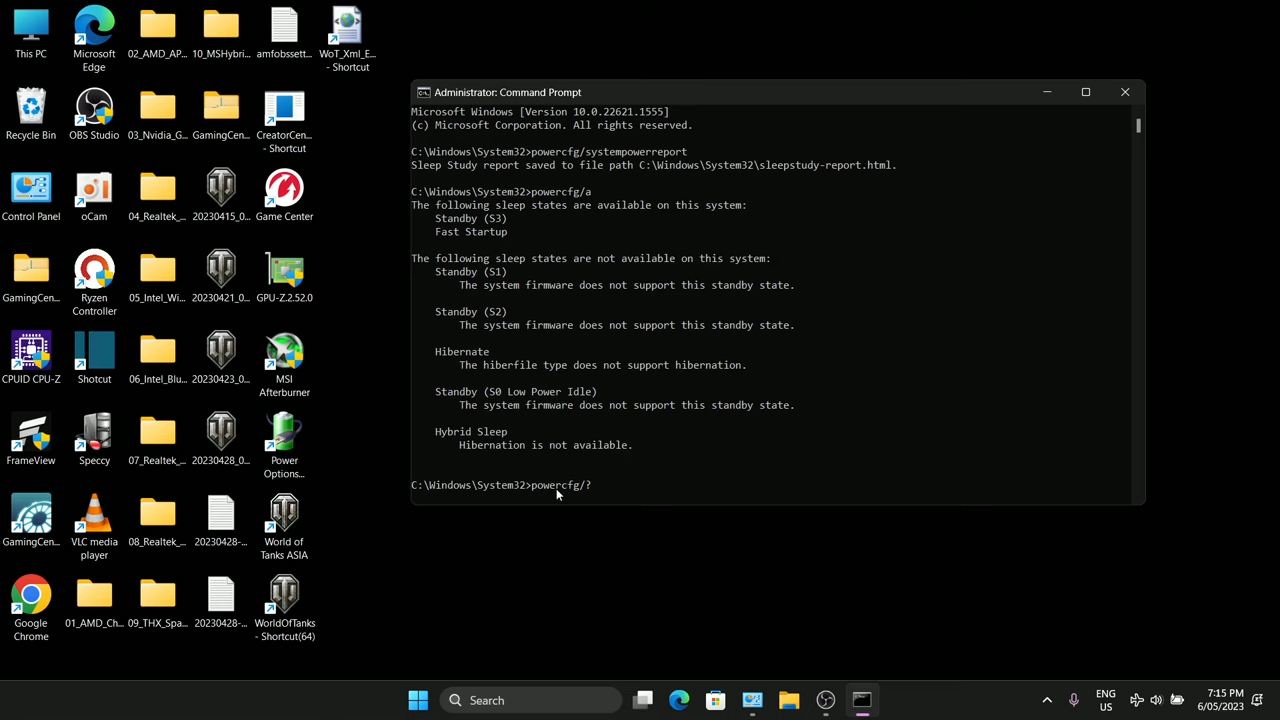 This PC
Microsoft
Edge
02_AMD_AP...
10_MSHybri...
amfobssett...
WoT_Xml_E...
- Shortcut
Recycle Bin
OBS Studio
03_Nvidia_G...
GamingCen...
CreatorCen...
- Shortcut
Control Panel
oCam
04_Realtek_...
20230415_0...
Game Center
GamingCen...
Ryzen
Controller
05_Intel_Wi...
20230421_0...
GPU-Z.2.52.0
CPUID CPU-Z
Shotcut
06_Intel_Blu...
20230423_0...
MSI
Afterburner
FrameView
Speccy
07_Realtek_...
20230428_0...
Power
Options...
GamingCen...
VLC media
player
08_Realtek_...
20230428-...
World of
Tanks ASIA
Google
Chrome
01_AMD_Ch...
09_THX_Spa...
20230428-...
WorldOfTanks
- Shortcut(64)
Administrator: Command Prompt
Microsoft Windows [Version 10.0.22621.1555]
(c) Microsoft Corporation. All rights reserved.
C:\Windows\System32>powercfg/systempowerreport
Sleep Study report saved to file path C:\Windows\System32\sleepstudy-report.html.
C:\Windows\System32>powercfg/a
The following sleep states are available on this system:
Standby (S3)
Fast Startup
The following sleep states are not available on this system:
Standby (S1)
The system firmware does not support this standby state.
Standby (S2)
The system firmware does not support this standby state.
Hibernate
The hiberfile type does not support hibernation.
Standby (S0 Low Power Idle)
The system firmware does not support this standby state.
Hybrid Sleep
Hibernation is not available.
C:\Windows\System32>powercfg/?
Search
ENG
US
7:15 PM
6/05/2023